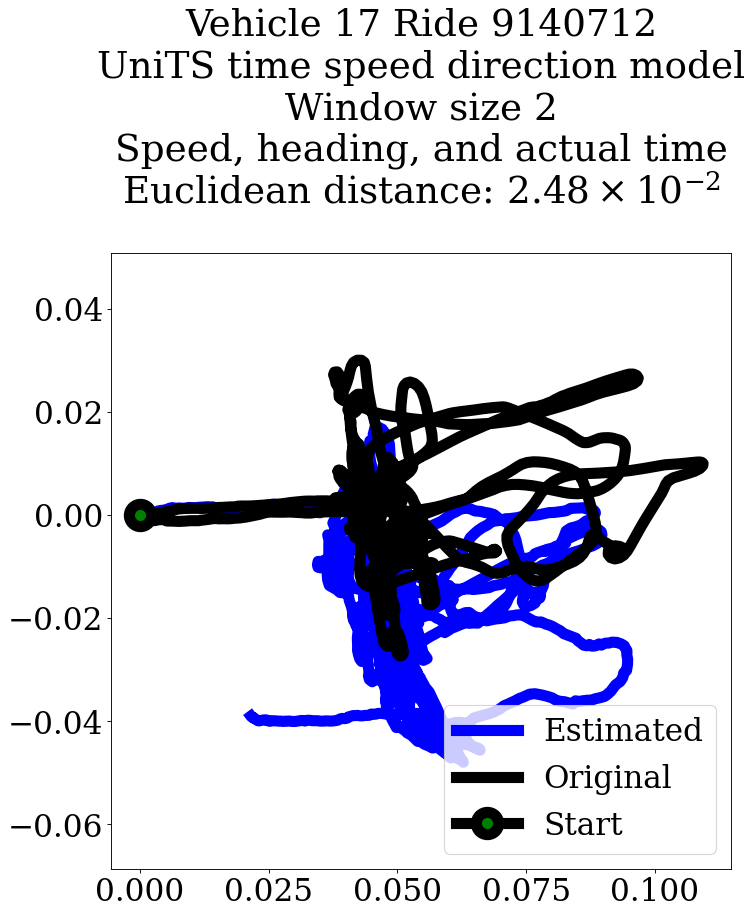 Vehicle 17 Ride 9140712
UniTS time speed direction model
Window size 2
Speed, heading, and actual time
Euclidean distance: 2.48 × 10⁻²
0.04
0.02
0.00
−0.02
−0.04
−0.06
Estimated
Original
Start
0.000 0.025 0.050 0.075 0.100